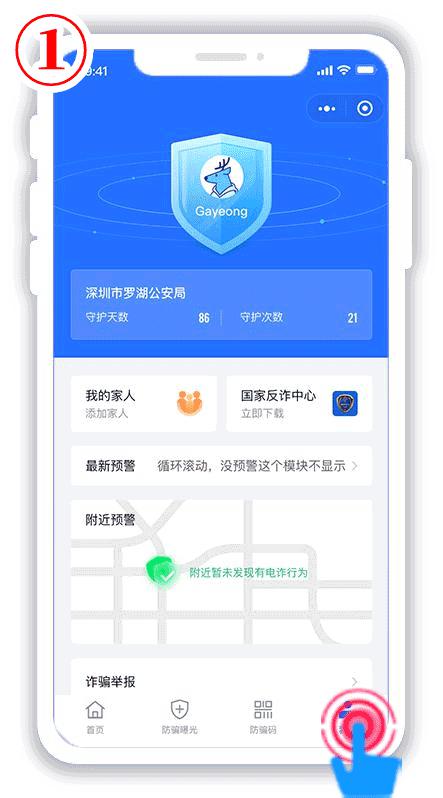 ①
9:41
Gayeong
深圳市罗湖公安局
守护天数 86 守护次数 21
我的家人 国家反诈中心
添加家人 立即下载
最新预警 循环滚动，没预警这个模块不显示
附近预警
附近暂未发现有电诈行为
诈骗举报
首页 防骗曝光 防骗码